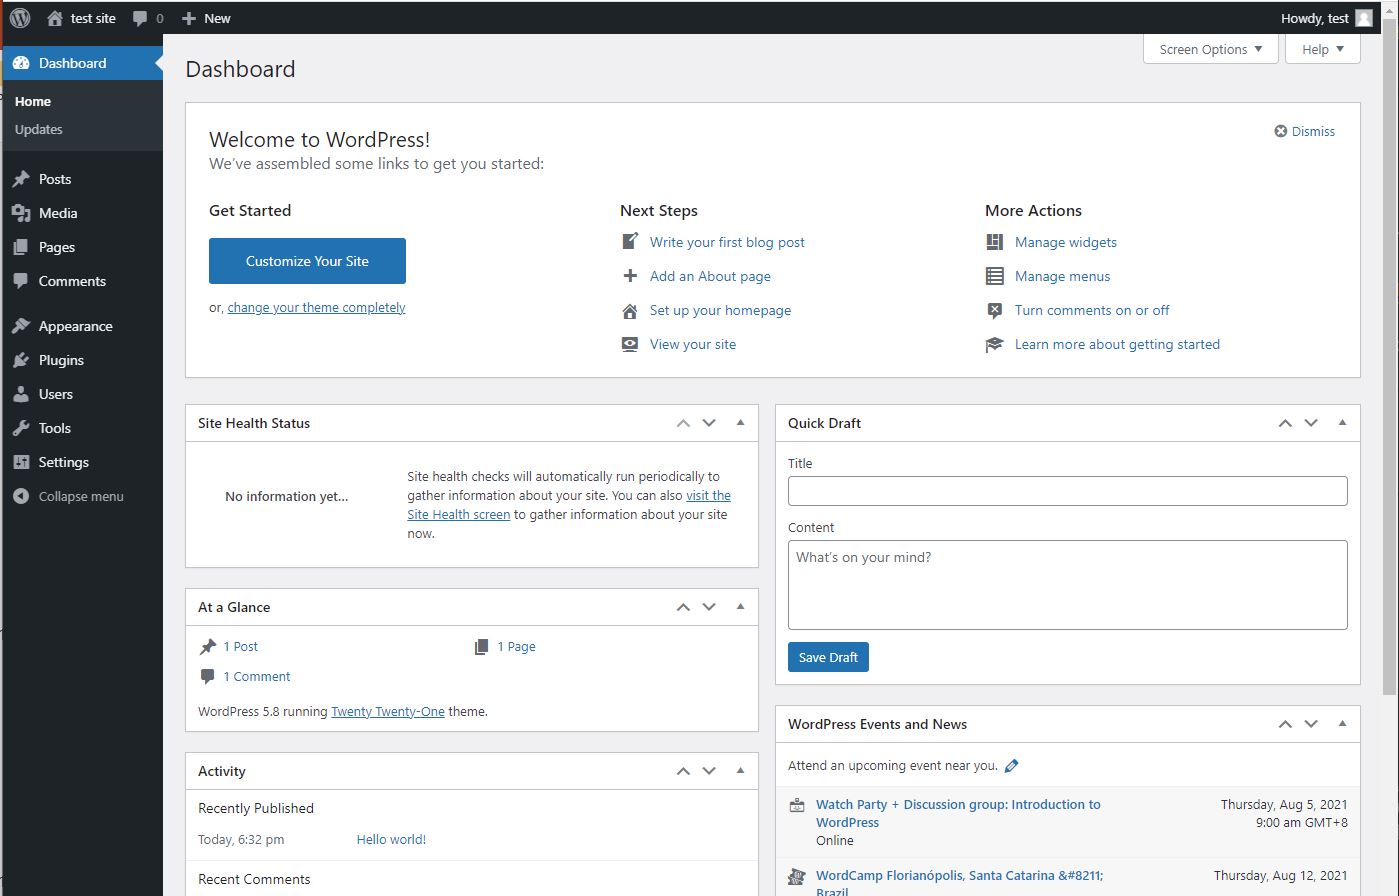 test site
0
New
Howdy, test
Dashboard
Home
Updates
Posts
Media
Pages
Comments
Appearance
Plugins
Users
Tools
Settings
Collapse menu
Screen Options
Help
Dashboard
Welcome to WordPress!
Dismiss
We've assembled some links to get you started:
Get Started
Customize Your Site
or, change your theme completely
Next Steps
Write your first blog post
Add an About page
Set up your homepage
View your site
More Actions
Manage widgets
Manage menus
Turn comments on or off
Learn more about getting started
Site Health Status
No information yet...
Site health checks will automatically run periodically to
gather information about your site. You can also visit the
Site Health screen to gather information about your site
now.
At a Glance
1 Post
1 Page
1 Comment
WordPress 5.8 running Twenty Twenty-One theme.
Activity
Recently Published
Today, 6:32 pm
Hello world!
Recent Comments
Quick Draft
Title
Content
What's on your mind?
Save Draft
WordPress Events and News
Attend an upcoming event near you.
Watch Party + Discussion group: Introduction to
WordPress
Online
Thursday, Aug 5, 2021
9:00 am GMT+8
WordCamp Florianópolis, Santa Catarina &#8211;
Brazil
Thursday, Aug 12, 2021